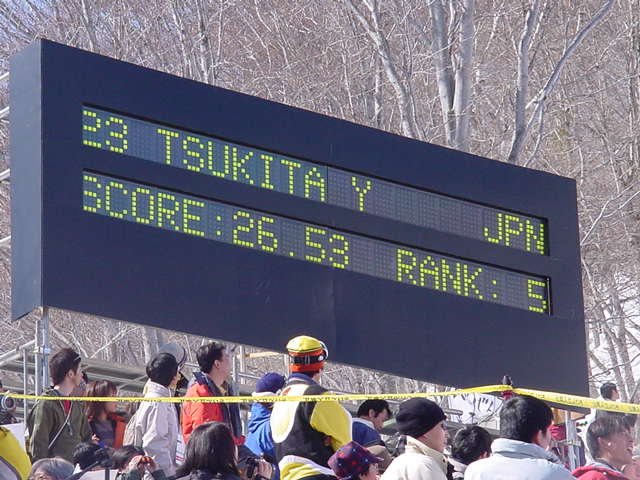 23 TSUKITA Y JPN
SCORE:26.53 RANK: 5